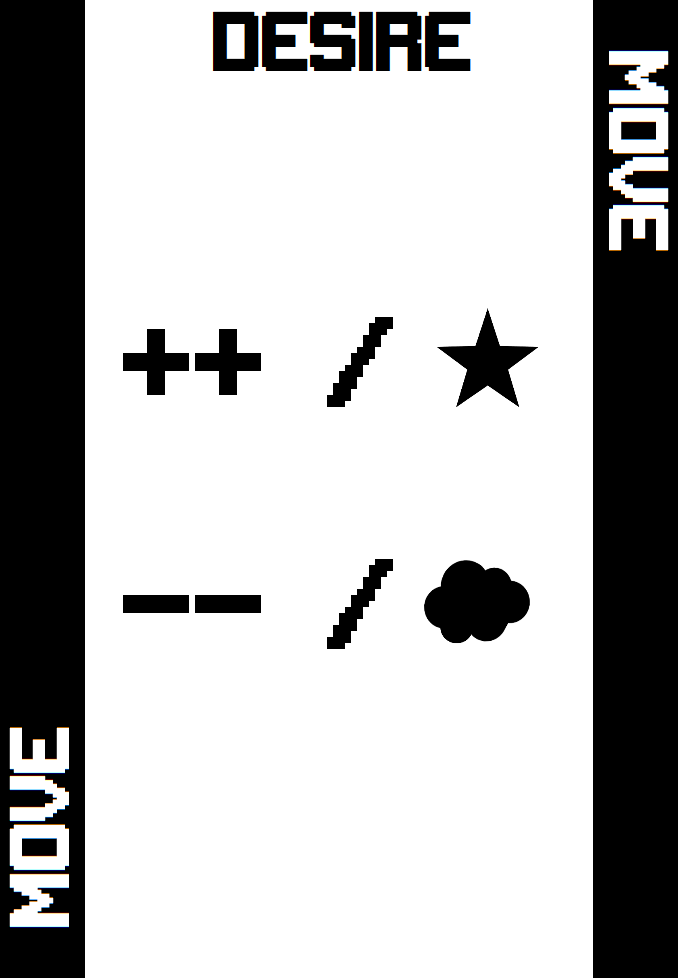 DESIRE
MOVE
++ / ★
-- /
MOVE